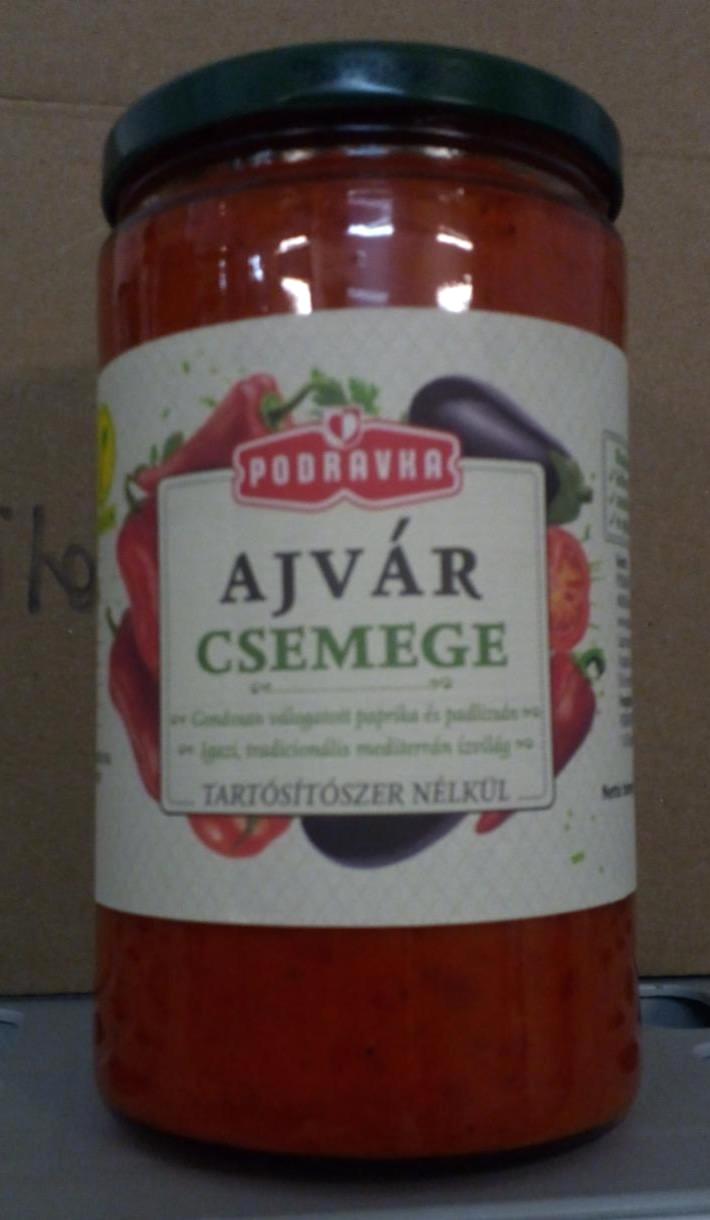 PODRAVKA
AJVÁR
CSEMEGE
Gondosan válogatott paprika és padlizsán
Igazi, tradicionális mediterrán ízvilág
TARTÓSÍTÓSZER NÉLKÜL